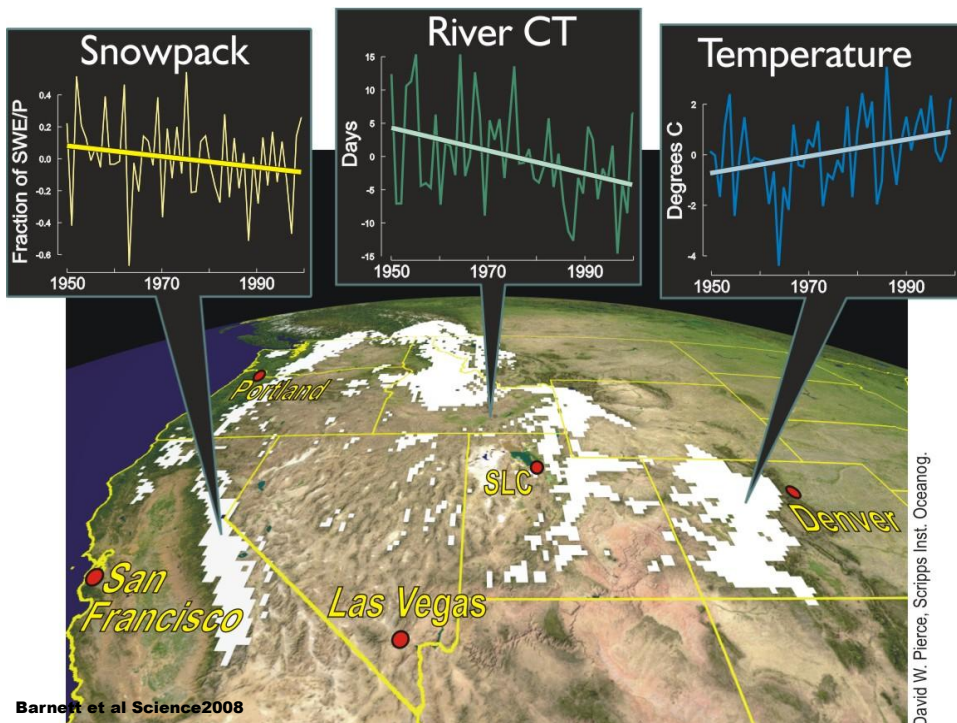 Snowpack
Fraction of SWE/P
0.4
0.2
0.0
-0.2
-0.4
-0.6
1950
1970
1990
River CT
Days
15
10
5
0
-5
-10
-15
1950
1970
1990
Temperature
Degrees C
2
0
-2
-4
1950
1970
1990
Portland
SLC
Denver
San
Francisco
Las Vegas
David W. Pierce, Scripps Inst. Oceanog.
Barnett et al Science2008